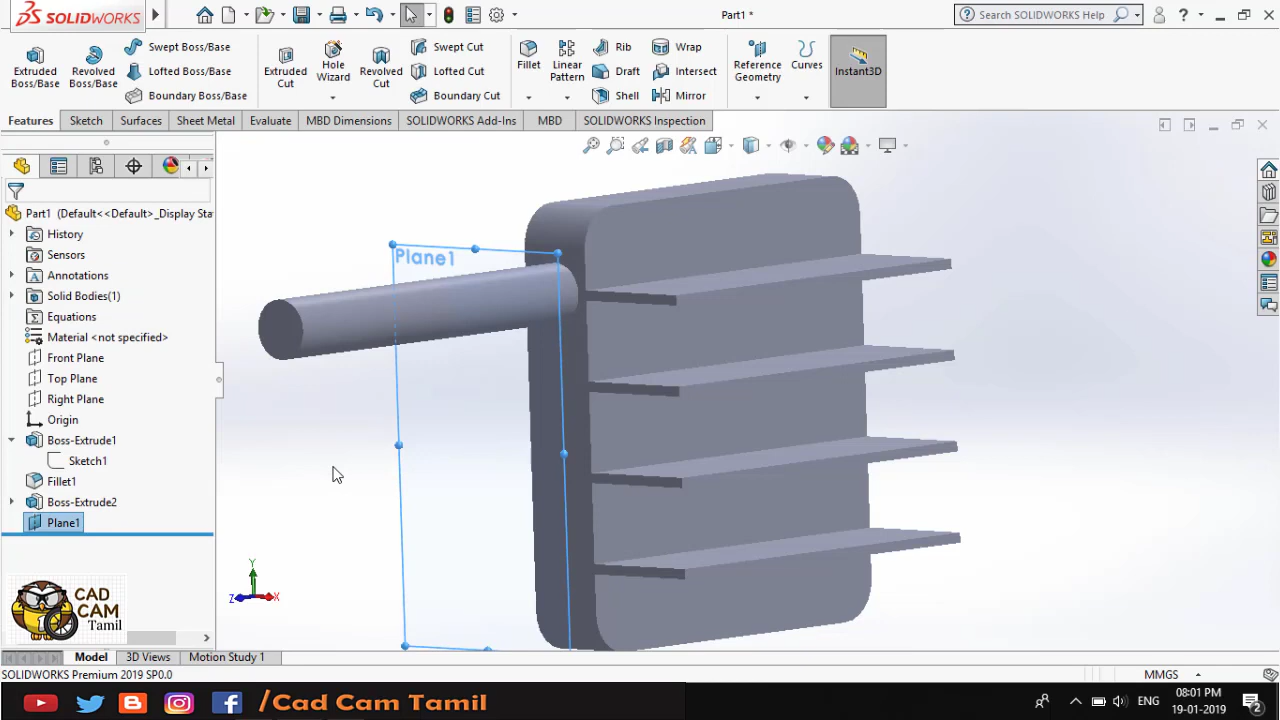 SOLIDWORKS
Part1 *
Search SOLIDWORKS Help
Extruded Boss/Base
Revolved Boss/Base
Swept Boss/Base
Lofted Boss/Base
Boundary Boss/Base
Extruded Cut
Hole Wizard
Revolved Cut
Swept Cut
Lofted Cut
Boundary Cut
Fillet
Linear Pattern
Rib
Draft
Shell
Wrap
Intersect
Mirror
Reference Geometry
Curves
Instant3D
Features
Sketch
Surfaces
Sheet Metal
Evaluate
MBD Dimensions
SOLIDWORKS Add-Ins
MBD
SOLIDWORKS Inspection
Part1 (Default<<Default>_Display Sta
History
Sensors
Annotations
Solid Bodies(1)
Equations
Material <not specified>
Front Plane
Top Plane
Right Plane
Origin
Boss-Extrude1
Sketch1
Fillet1
Boss-Extrude2
Plane1
Plane1
Y
Z
X
CAD
CAM
Tamil
Model
3D Views
Motion Study 1
SOLIDWORKS Premium 2019 SP0.0
MMGS
/Cad Cam Tamil
ENG
08:01 PM
19-01-2019
2